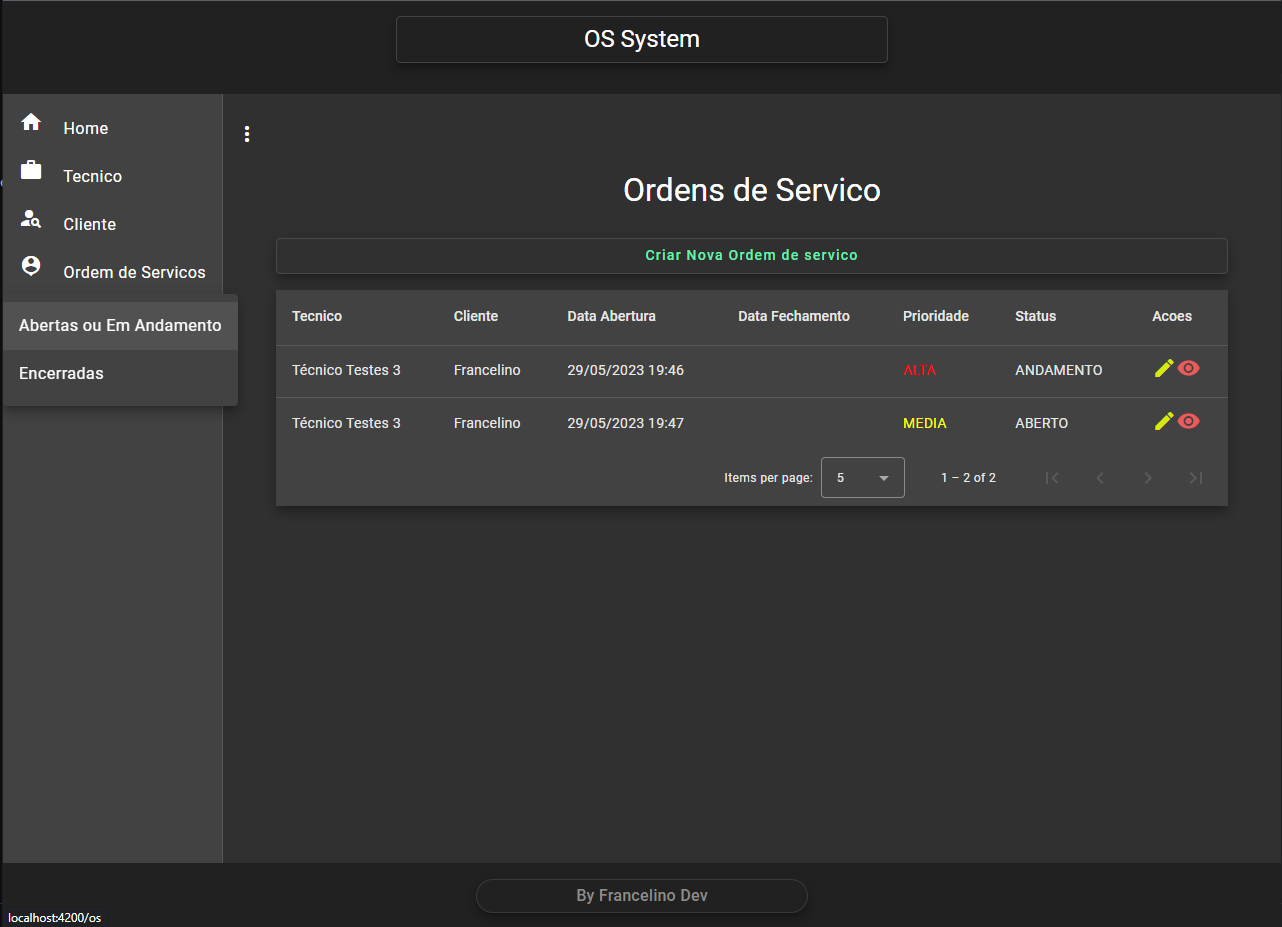 OS System
Home
Tecnico
Cliente
Ordem de Servicos
Abertas ou Em Andamento
Encerradas
Ordens de Servico
Criar Nova Ordem de servico
Tecnico Cliente Data Abertura Data Fechamento Prioridade Status Acoes
Técnico Testes 3 Francelino 29/05/2023 19:46 ALTA ANDAMENTO
Técnico Testes 3 Francelino 29/05/2023 19:47 MEDIA ABERTO
Items per page: 5 1 – 2 of 2
By Francelino Dev
localhost:4200/os